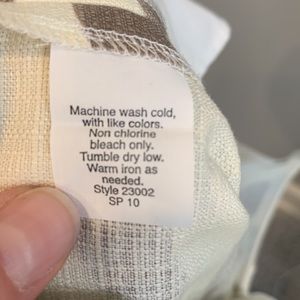 Machine wash cold,
with like colors.
Non chlorine
bleach only.
Tumble dry low.
Warm iron as
needed.
Style 23002
SP 10